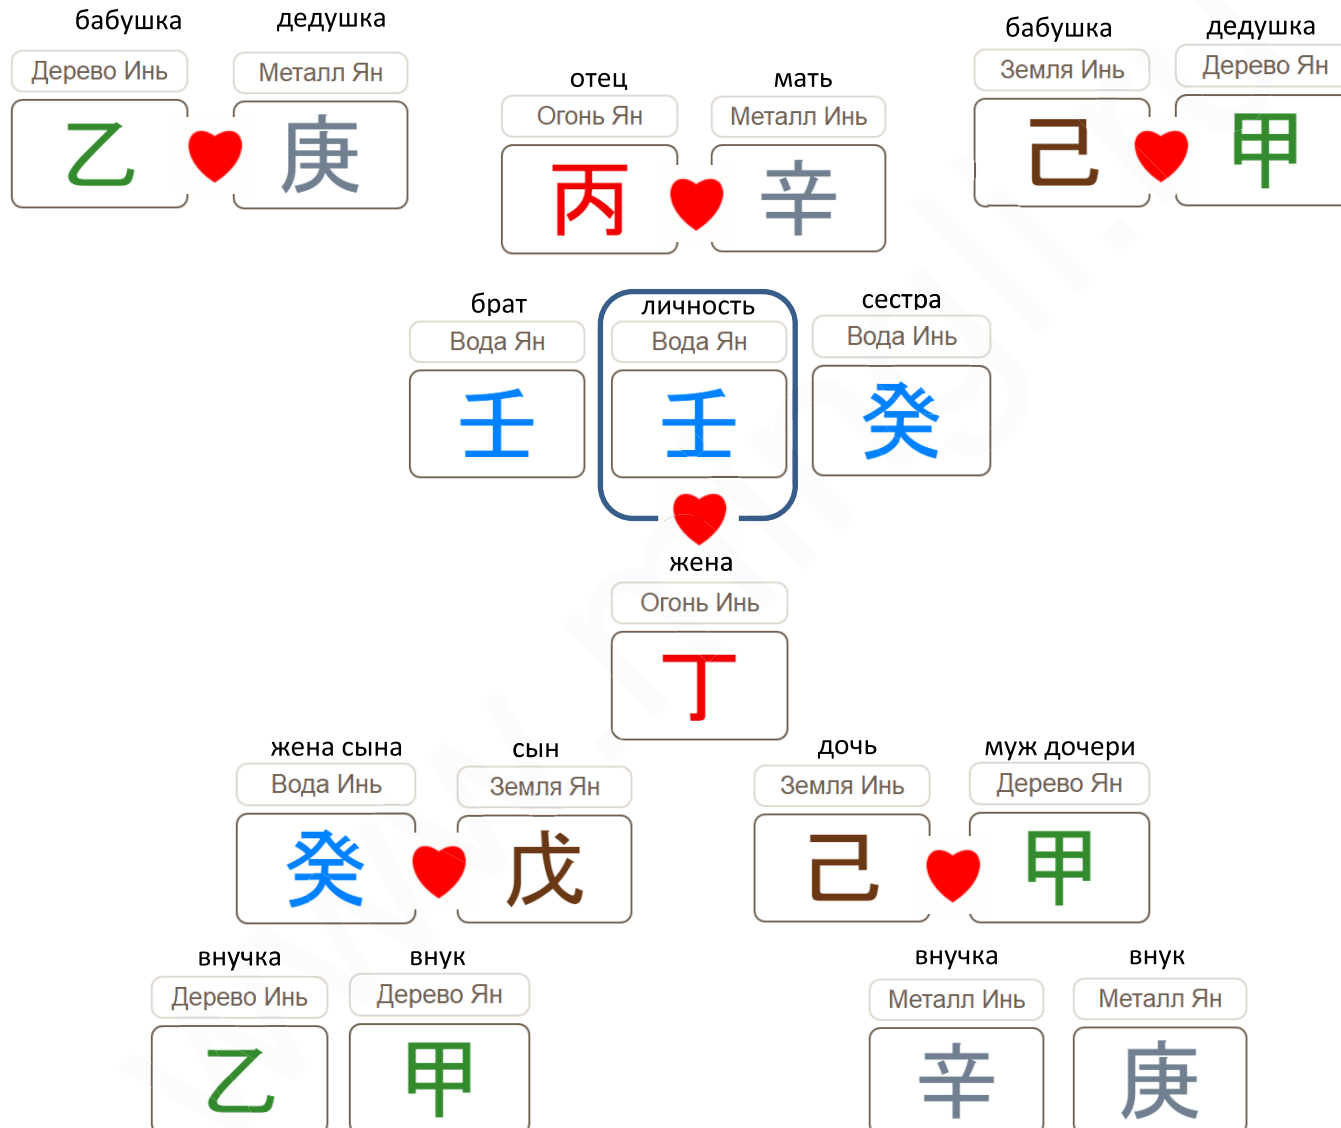 бабушка
дедушка
бабушка
дедушка
Дерево Инь
Металл Ян
Земля Инь
Дерево Ян
乙
庚
己
甲
отец
мать
Огонь Ян
Металл Инь
丙
辛
брат
личность
сестра
Вода Ян
Вода Ян
Вода Инь
壬
壬
癸
жена
Огонь Инь
丁
жена сына
сын
дочь
муж дочери
Вода Инь
Земля Ян
Земля Инь
Дерево Ян
癸
戊
己
甲
внучка
внук
внучка
внук
Дерево Инь
Дерево Ян
Металл Инь
Металл Ян
乙
甲
辛
庚